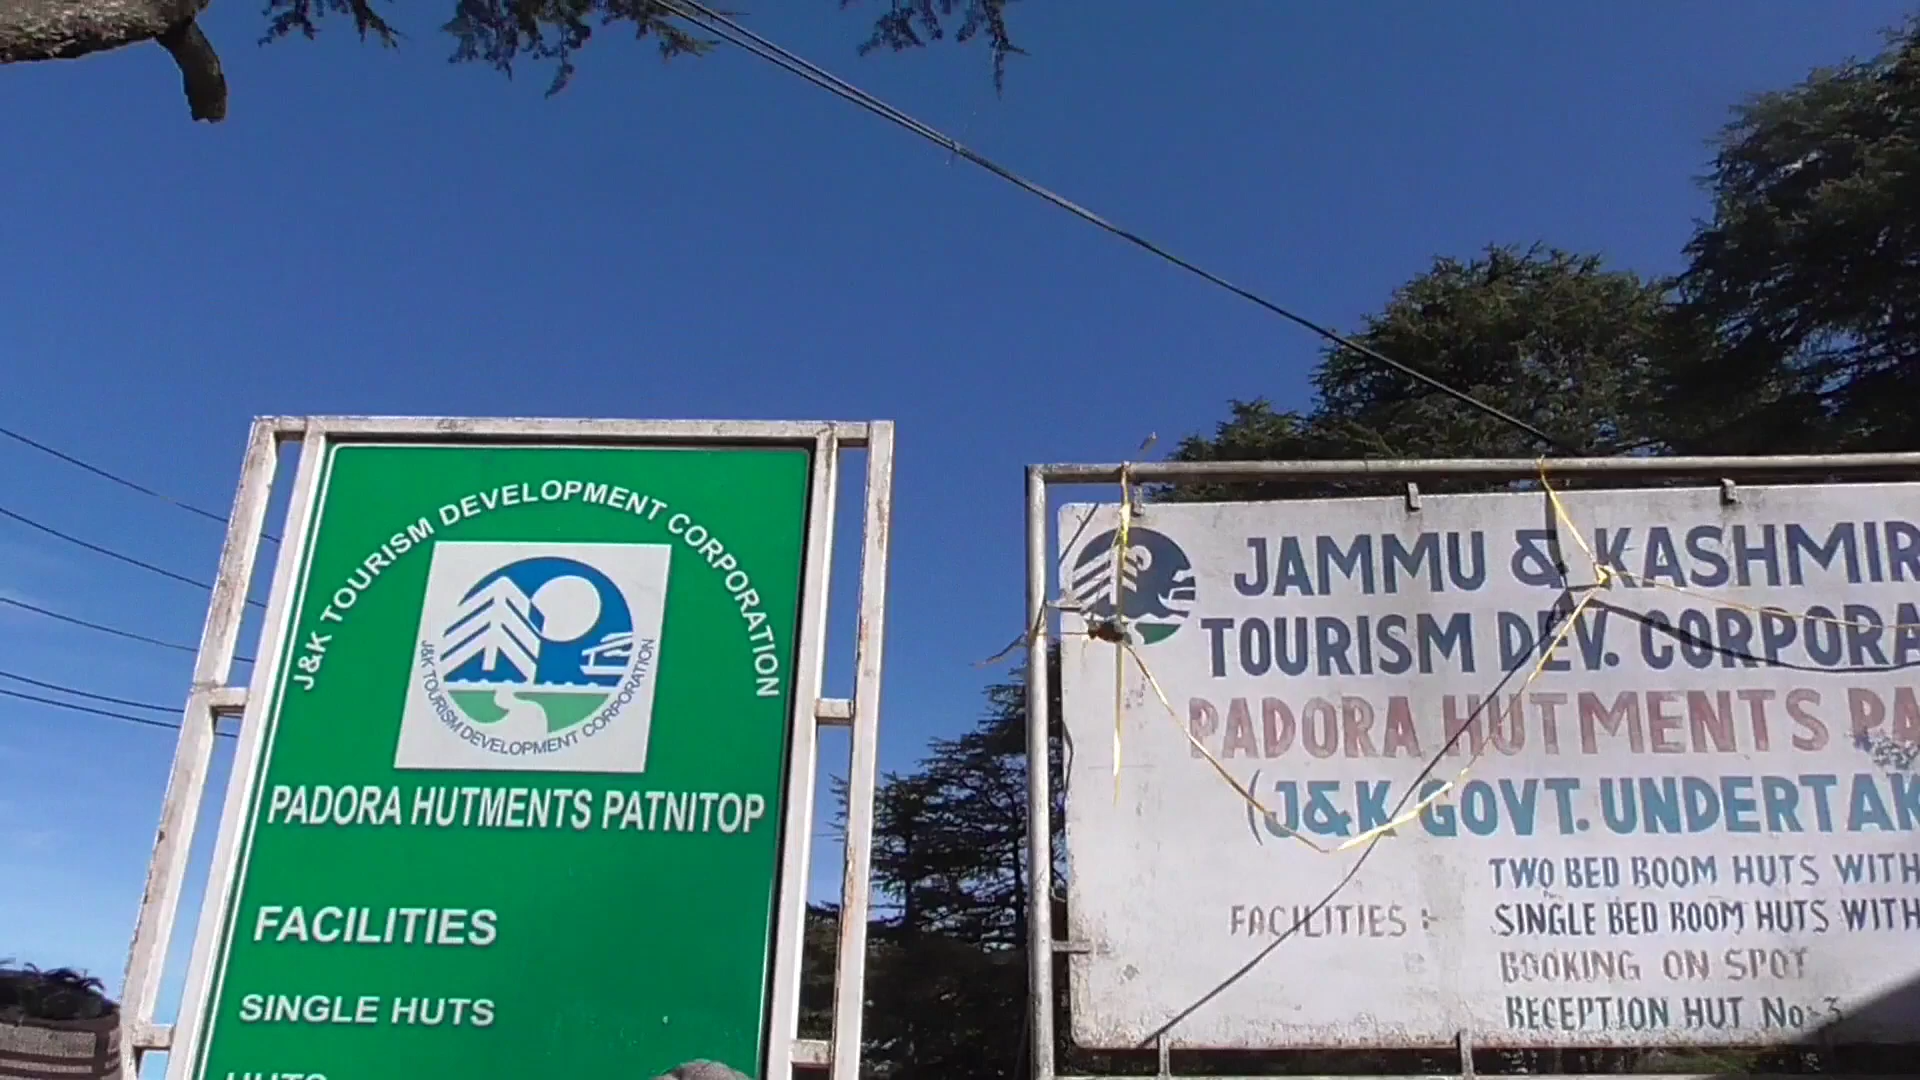 J&K TOURISM DEVELOPMENT CORPORATION
J&K TOURISM DEVELOPMENT CORPORATION
PADORA HUTMENTS PATNITOP
FACILITIES
SINGLE HUTS
HUTS
JAMMU & KASHMIR
TOURISM DEV. CORPORA
PADORA HUTMENTS PA
(J&K GOVT. UNDERTAK
TWO BED ROOM HUTS WITH
FACILITIES :- SINGLE BED ROOM HUTS WITH
BOOKING ON SPOT
RECEPTION HUT No: 3